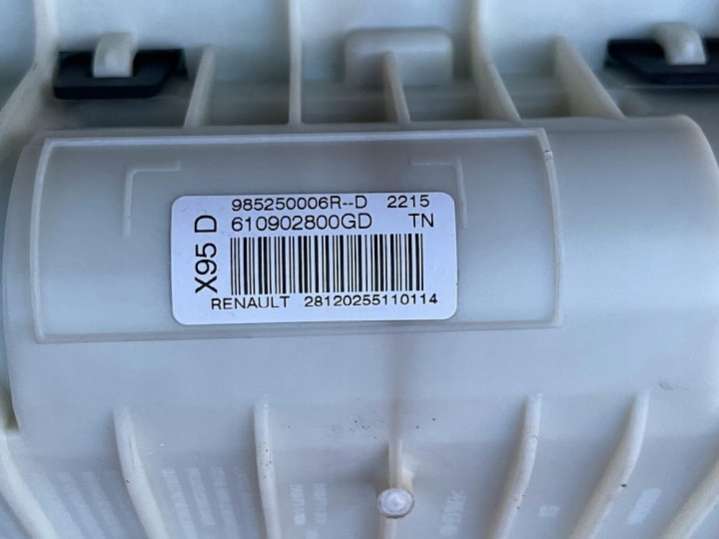 985250006R--D 2215
610902800GD TN
X95 D
RENAULT 28120255110114